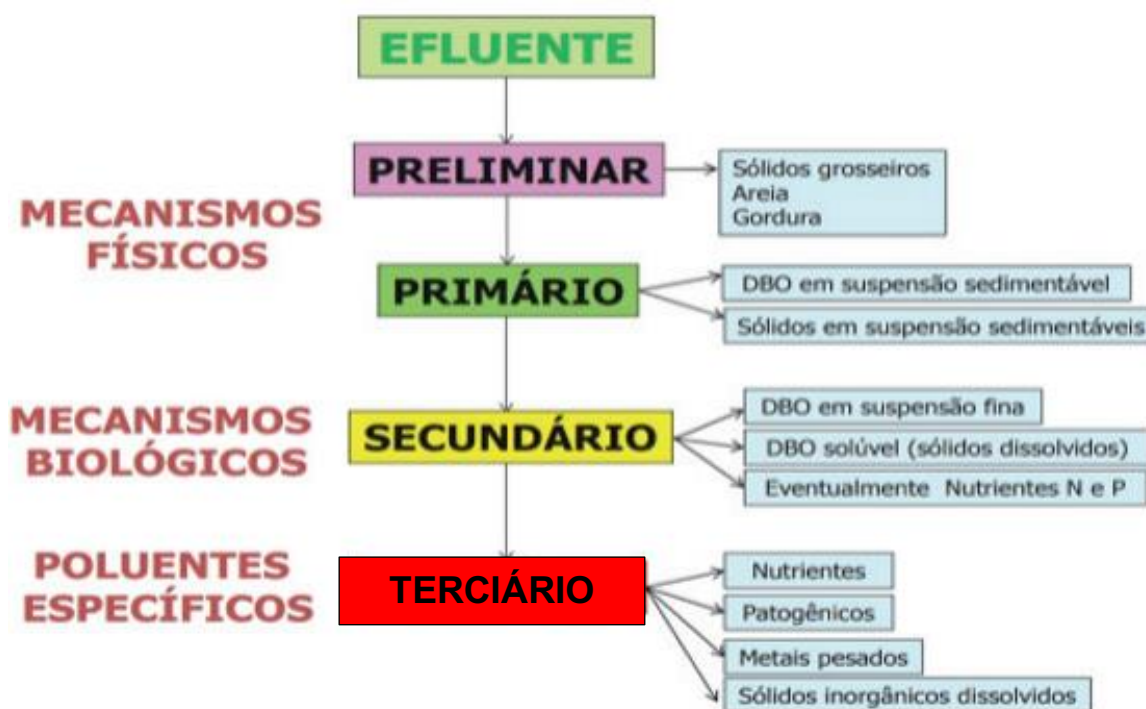 EFLUENTE
PRELIMINAR
Sólidos grosseiros
Areia
Gordura
MECANISMOS
FÍSICOS
PRIMÁRIO
DBO em suspensão sedimentável
Sólidos em suspensão sedimentáveis
MECANISMOS
BIOLÓGICOS
SECUNDÁRIO
DBO em suspensão fina
DBO solúvel (sólidos dissolvidos)
Eventualmente Nutrientes N e P
POLUENTES
ESPECÍFICOS
TERCIÁRIO
Nutrientes
Patogênicos
Metais pesados
Sólidos inorgânicos dissolvidos